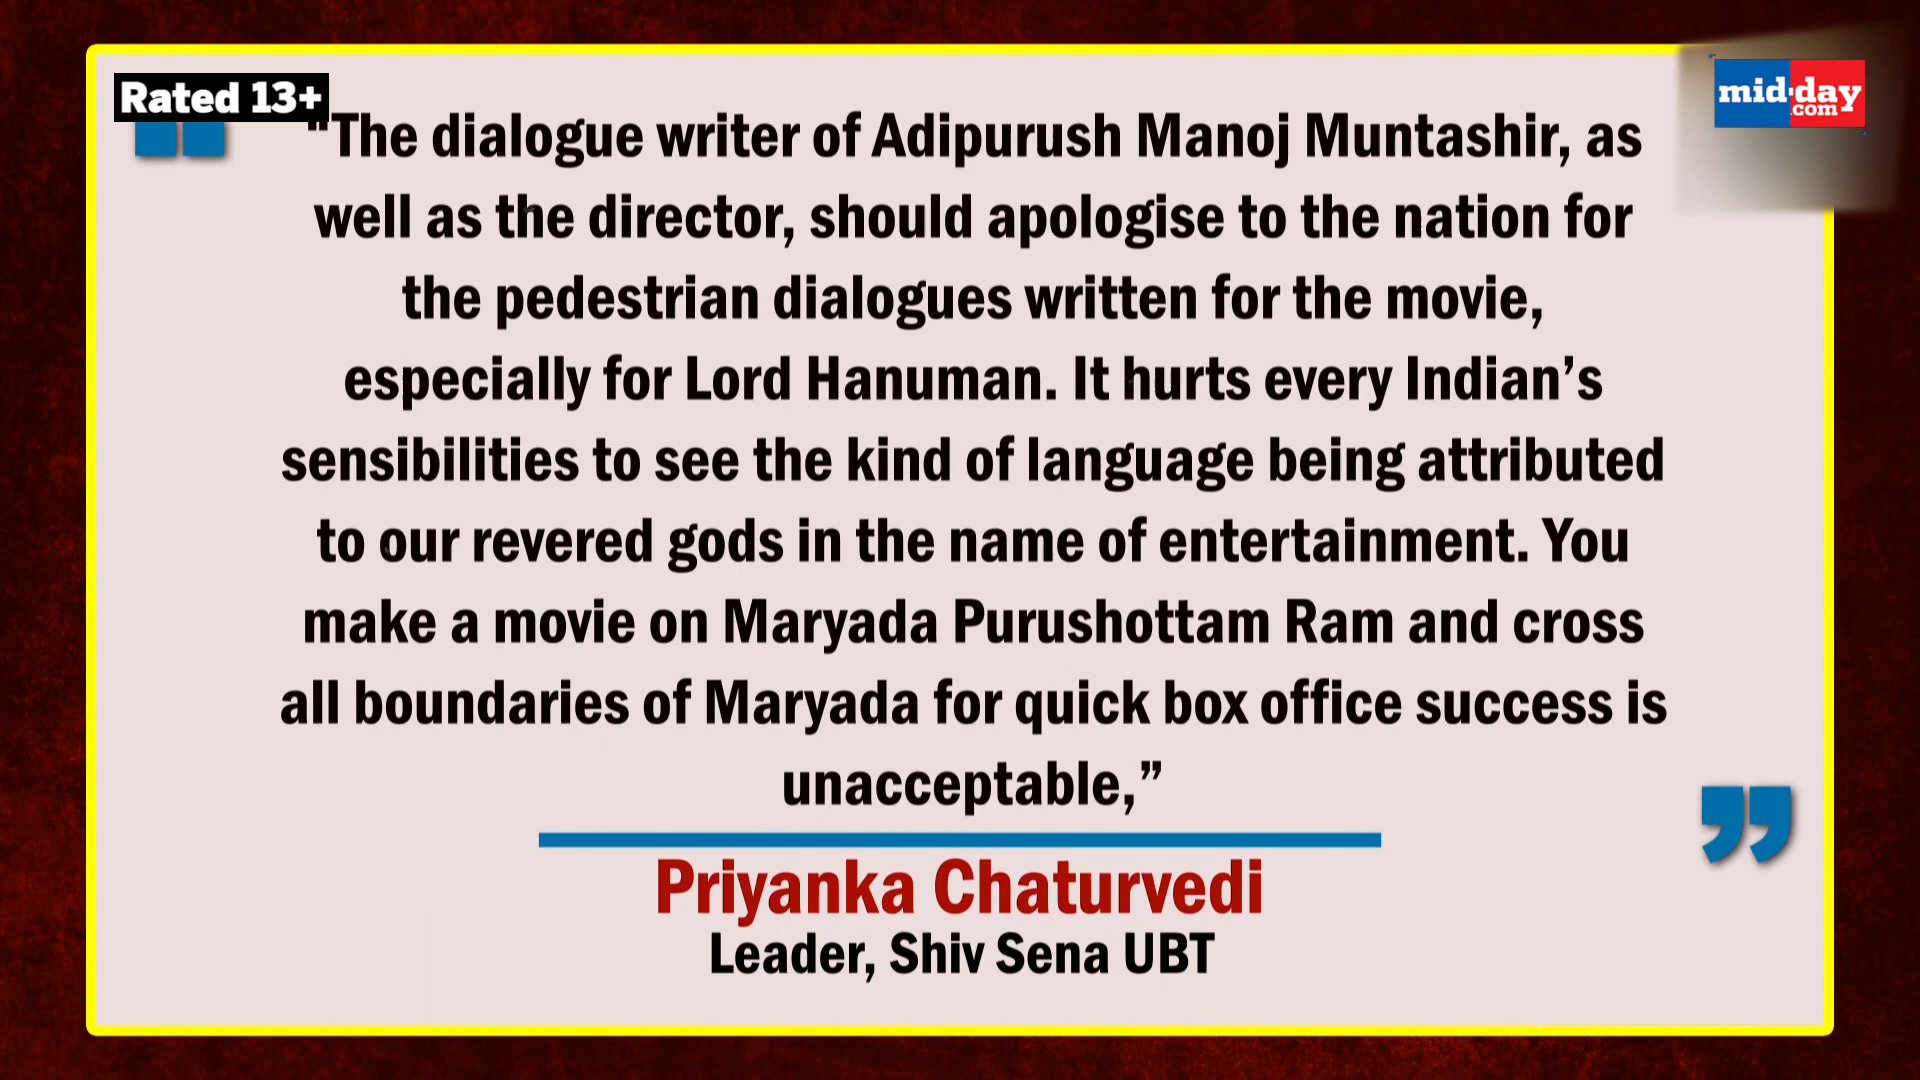 Rated 13+
mid-day
.com
"The dialogue writer of Adipurush Manoj Muntashir, as
well as the director, should apologise to the nation for
the pedestrian dialogues written for the movie,
especially for Lord Hanuman. It hurts every Indian’s
sensibilities to see the kind of language being attributed
to our revered gods in the name of entertainment. You
make a movie on Maryada Purushottam Ram and cross
all boundaries of Maryada for quick box office success is
unacceptable,”
Priyanka Chaturvedi
Leader, Shiv Sena UBT